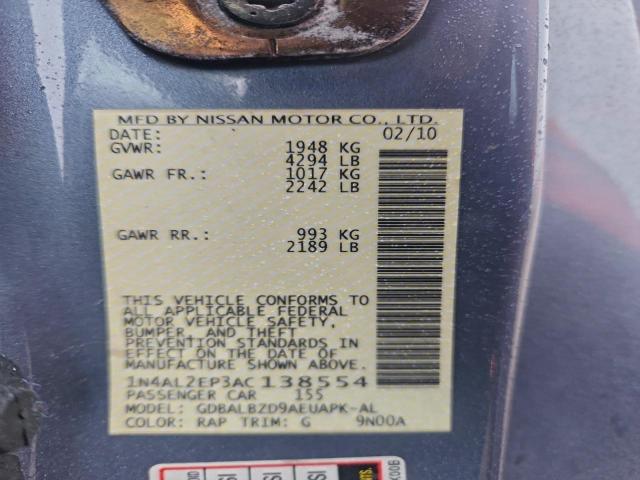 MFD BY NISSAN MOTOR CO., LTD.
DATE: 02/10
GVWR: 1948 KG
4294 LB
GAWR FR.: 1017 KG
2242 LB
GAWR RR.: 993 KG
2189 LB
THIS VEHICLE CONFORMS TO
ALL APPLICABLE FEDERAL
MOTOR VEHICLE SAFETY,
BUMPER, AND THEFT
PREVENTION STANDARDS IN
EFFECT ON THE DATE OF
MANUFACTURE SHOWN ABOVE.
1N4AL2EP3AC138554
PASSENGER CAR 155
MODEL: GDBALBZD9AEUAPK-AL
COLOR: RAP TRIM: G 9N00A